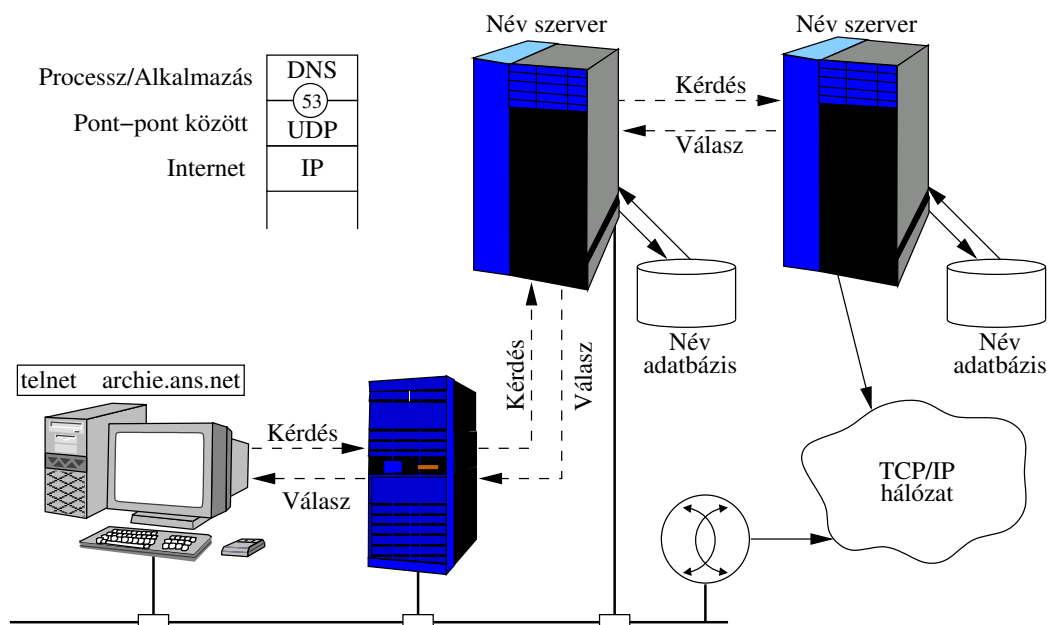 Név szerver
Név szerver
Processz/Alkalmazás
DNS
53
Pont−pont között
UDP
Internet
IP
Kérdés
Válasz
Név
adatbázis
Név
adatbázis
Kérdés
Válasz
telnet archie.ans.net
Kérdés
Válasz
TCP/IP
hálózat